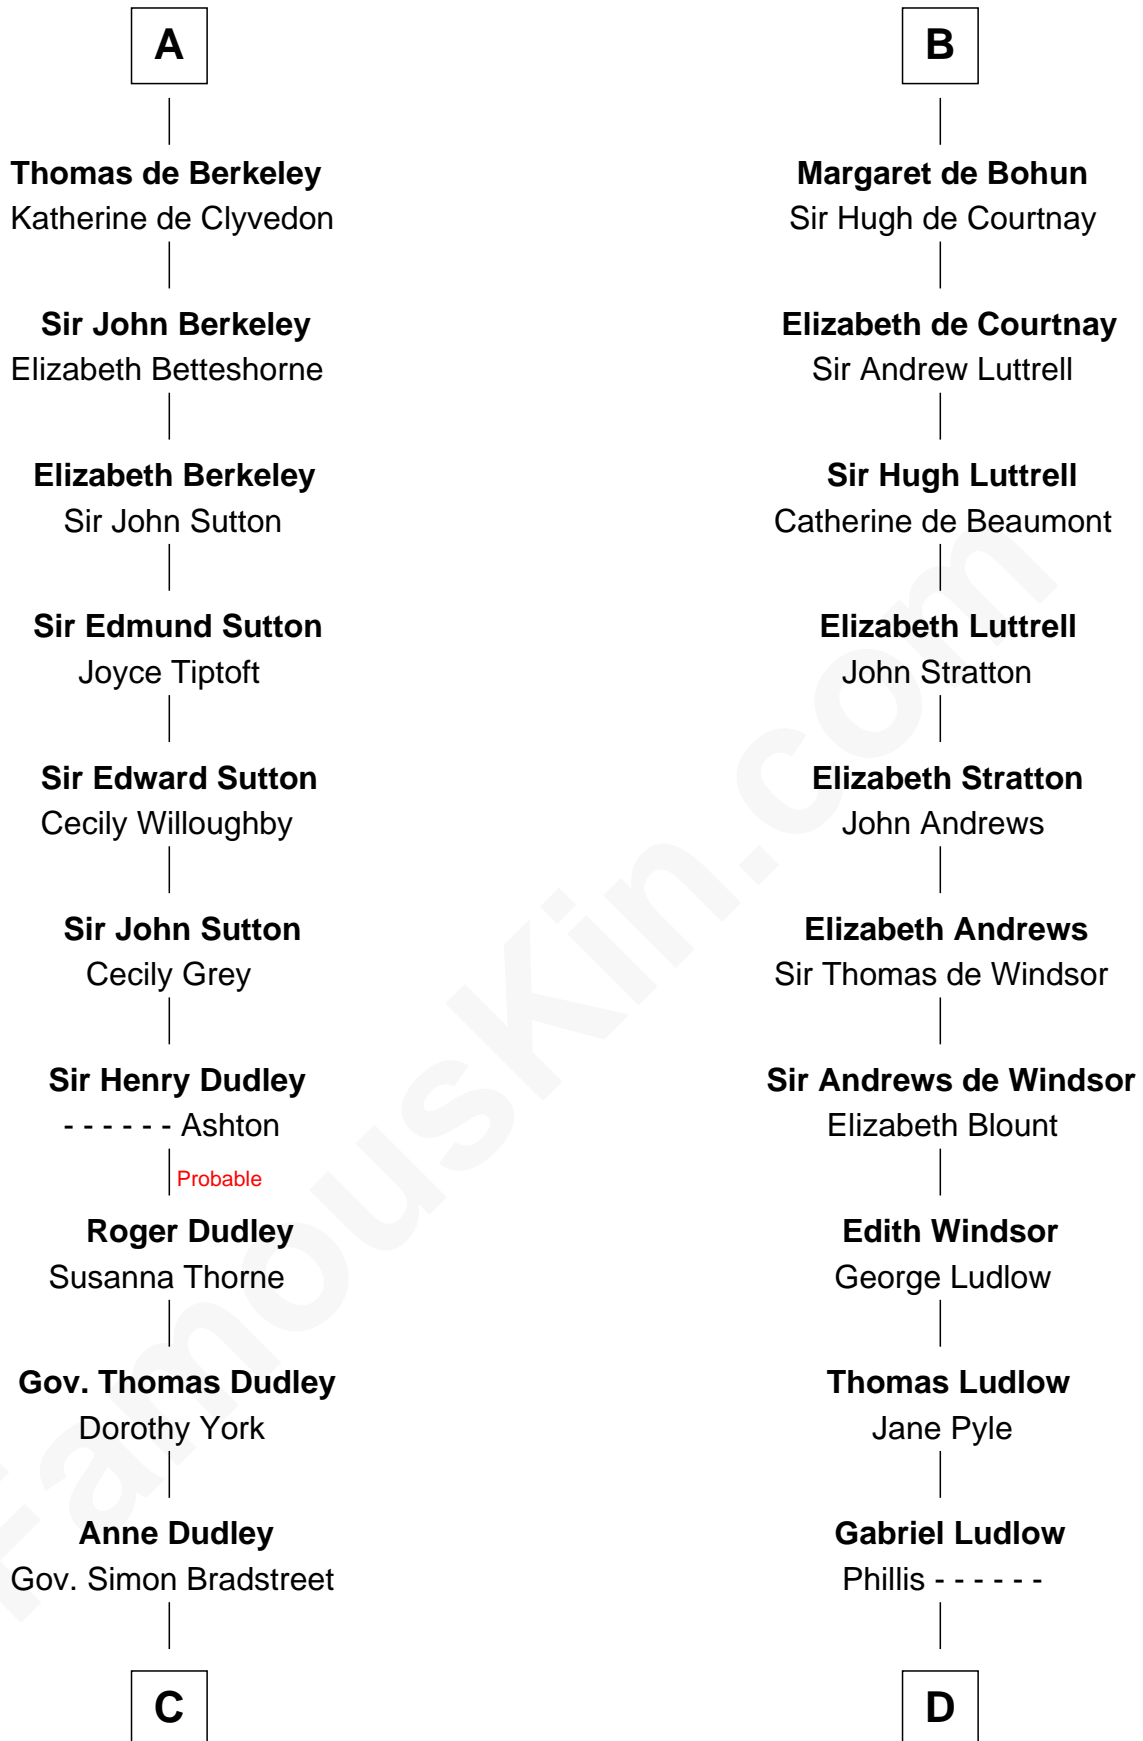 A
Thomas de Berkeley
Katherine de Clyvedon
Sir John Berkeley
Elizabeth Betteshorne
Elizabeth Berkeley
Sir John Sutton
Sir Edmund Sutton
Joyce Tiptoft
Sir Edward Sutton
Cecily Willoughby
Sir John Sutton
Cecily Grey
Sir Henry Dudley
- - - - - - Ashton
Probable
Roger Dudley
Susanna Thorne
Gov. Thomas Dudley
Dorothy York
Anne Dudley
Gov. Simon Bradstreet
C
B
Margaret de Bohun
Sir Hugh de Courtnay
Elizabeth de Courtnay
Sir Andrew Luttrell
Sir Hugh Luttrell
Catherine de Beaumont
Elizabeth Luttrell
John Stratton
Elizabeth Stratton
John Andrews
Elizabeth Andrews
Sir Thomas de Windsor
Sir Andrews de Windsor
Elizabeth Blount
Edith Windsor
George Ludlow
Thomas Ludlow
Jane Pyle
Gabriel Ludlow
Phillis - - - - - -
D
FamousKin.com